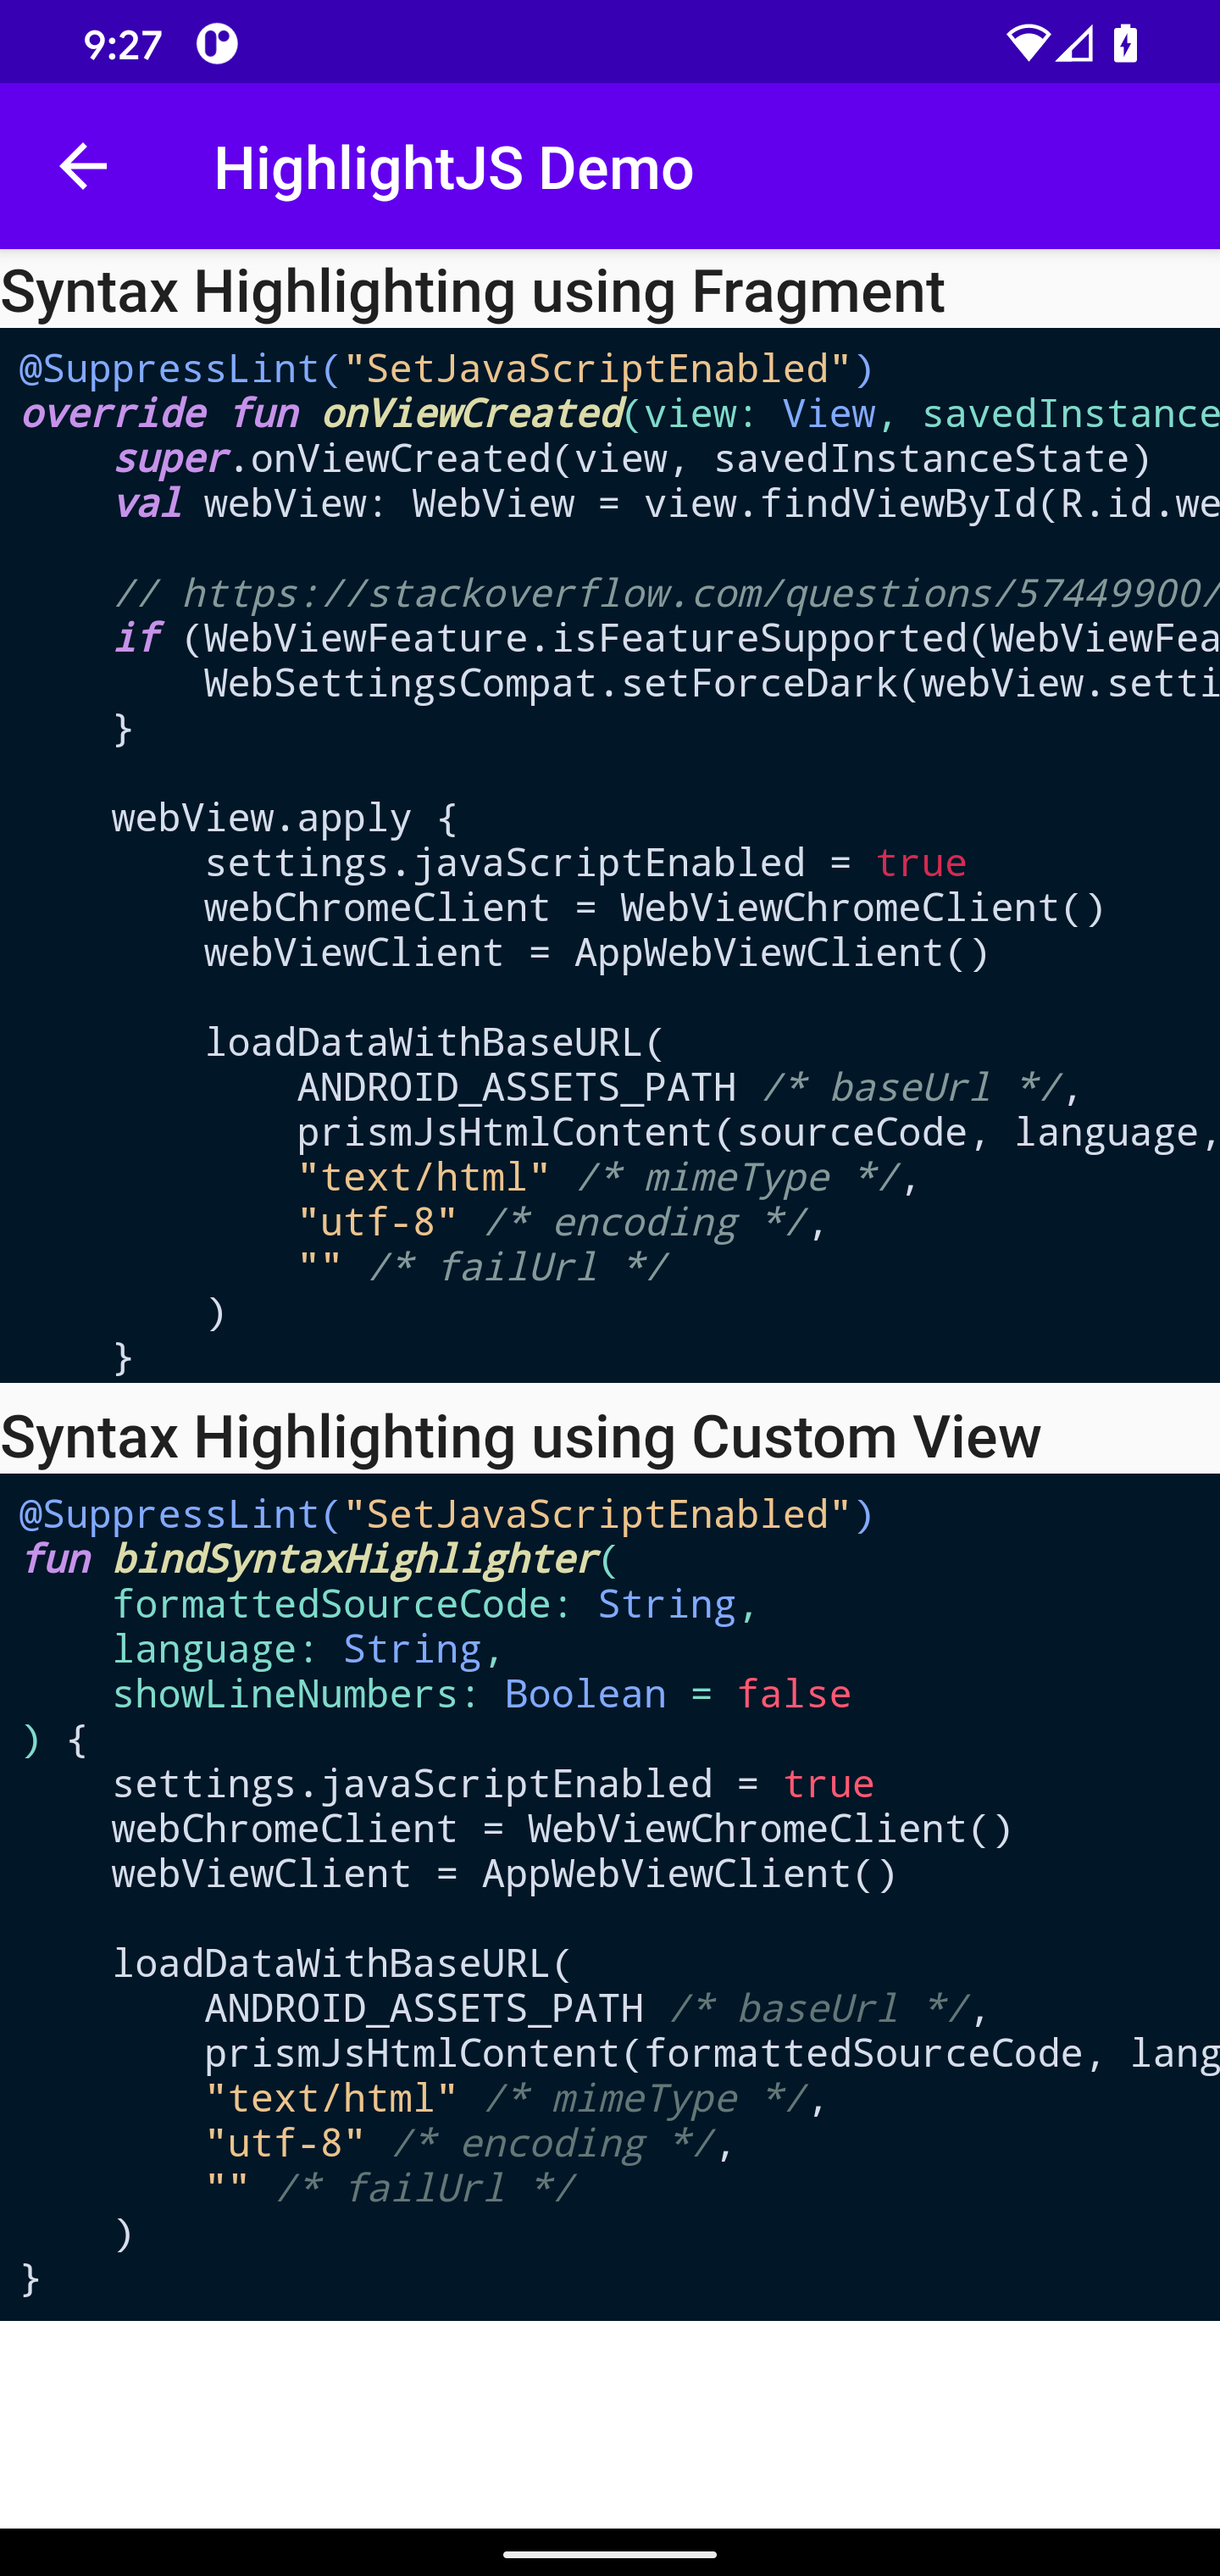 9:27
HighlightJS Demo
Syntax Highlighting using Fragment
@SuppressLint("SetJavaScriptEnabled")
override fun onViewCreated(view: View, savedInstance
    super.onViewCreated(view, savedInstanceState)
    val webView: WebView = view.findViewById(R.id.we
    // https://stackoverflow.com/questions/57449900/
    if (WebViewFeature.isFeatureSupported(WebViewFea
        WebSettingsCompat.setForceDark(webView.setti
    }
    webView.apply {
        settings.javaScriptEnabled = true
        webChromeClient = WebViewChromeClient()
        webViewClient = AppWebViewClient()
        loadDataWithBaseURL(
            ANDROID_ASSETS_PATH /* baseUrl */,
            prismJsHtmlContent(sourceCode, language,
            "text/html" /* mimeType */,
            "utf-8" /* encoding */,
            "" /* failUrl */
        )
    }
Syntax Highlighting using Custom View
@SuppressLint("SetJavaScriptEnabled")
fun bindSyntaxHighlighter(
    formattedSourceCode: String,
    language: String,
    showLineNumbers: Boolean = false
) {
    settings.javaScriptEnabled = true
    webChromeClient = WebViewChromeClient()
    webViewClient = AppWebViewClient()
    loadDataWithBaseURL(
        ANDROID_ASSETS_PATH /* baseUrl */,
        prismJsHtmlContent(formattedSourceCode, lang
        "text/html" /* mimeType */,
        "utf-8" /* encoding */,
        "" /* failUrl */
    )
}